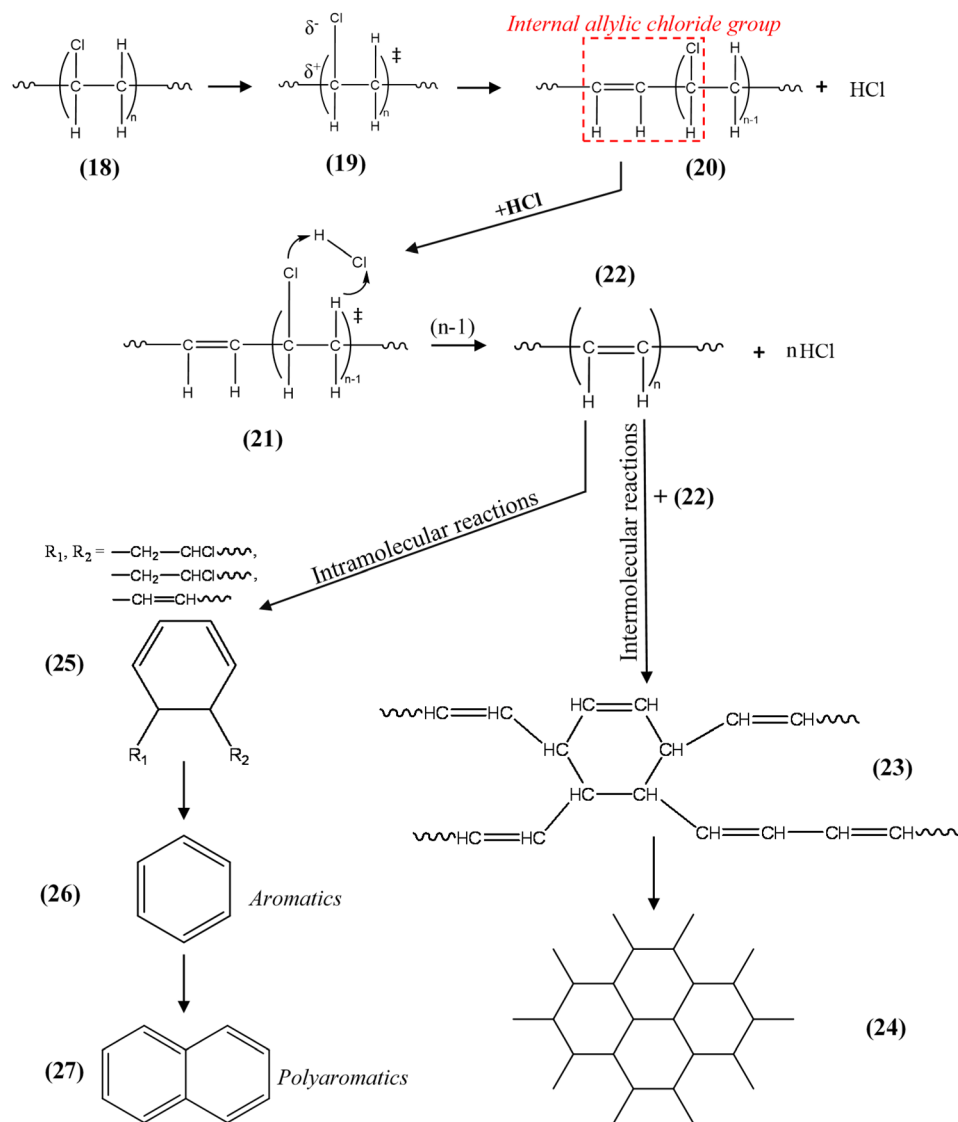 Internal allylic chloride group
Cl H
C C
n
H H
(18)
δ-
δ+
Cl
H
‡
C C
n
H H
(19)
Cl H
C C C C
n-1
H H H H
(20)
+ HCl
+HCl
H
Cl
Cl
H
‡
C C C C
n-1
H H H H
(21)
(n-1)
(22)
C C
n
H H
+ nHCl
Intramolecular reactions
Intermolecular reactions
+ (22)
R1, R2 = CH2 CHCl ,
CH2 CHCl ,
CH CH
(25)
R1 R2
HC HC HC CH CH CH
HC CH
HC CH
HC HC CH CH CH CH
(23)
(26)
Aromatics
(24)
(27)
Polyaromatics